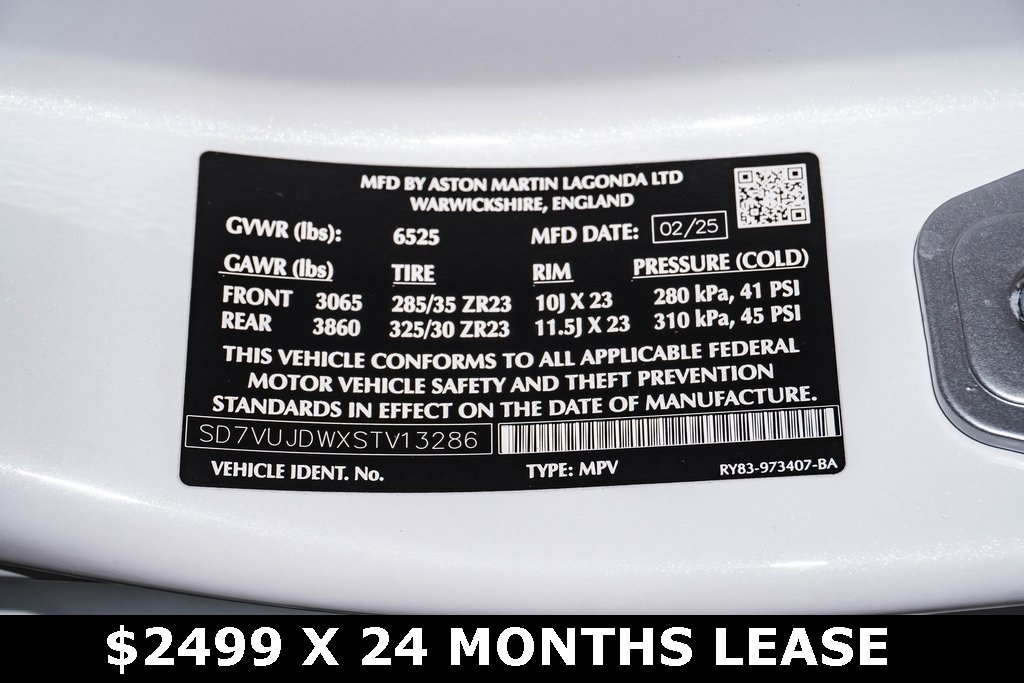 MFD BY ASTON MARTIN LAGONDA LTD
WARWICKSHIRE, ENGLAND
GVWR (lbs): 6525 MFD DATE: 02/25
GAWR (lbs) TIRE RIM PRESSURE (COLD)
FRONT 3065 285/35 ZR23 10J X 23 280 kPa, 41 PSI
REAR 3860 325/30 ZR23 11.5J X 23 310 kPa, 45 PSI
THIS VEHICLE CONFORMS TO ALL APPLICABLE FEDERAL
MOTOR VEHICLE SAFETY AND THEFT PREVENTION
STANDARDS IN EFFECT ON THE DATE OF MANUFACTURE.
SD7VUJDWXSTV13286
VEHICLE IDENT. No. TYPE: MPV RY83-973407-BA
$2499 X 24 MONTHS LEASE